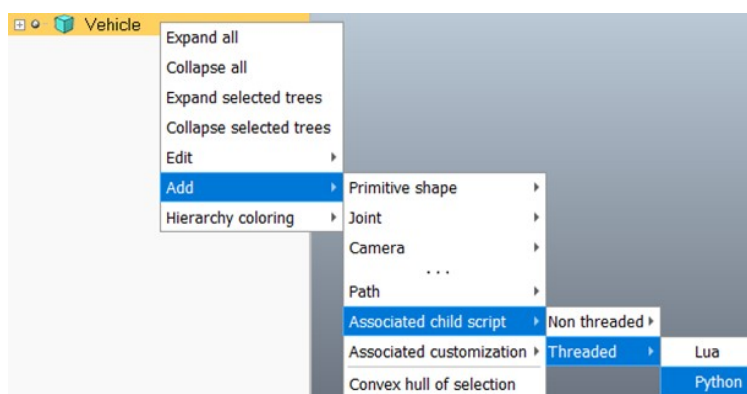 Vehicle
Expand all
Collapse all
Expand selected trees
Collapse selected trees
Edit
Add
Hierarchy coloring
Primitive shape
Joint
Camera
...
Path
Associated child script
Associated customization
Convex hull of selection
Non threaded
Threaded
Lua
Python